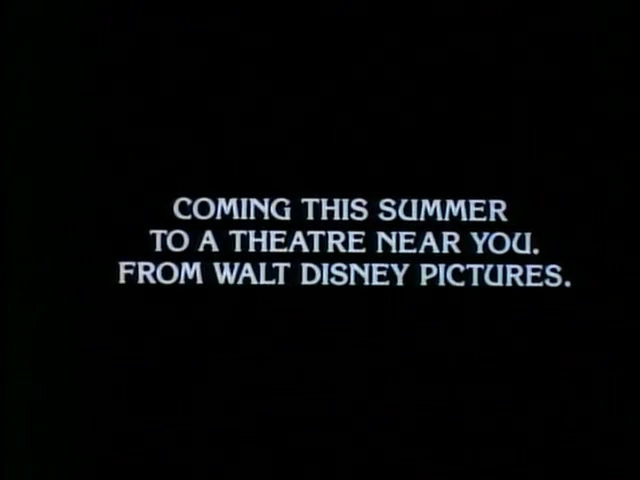 COMING THIS SUMMER
TO A THEATRE NEAR YOU.
FROM WALT DISNEY PICTURES.